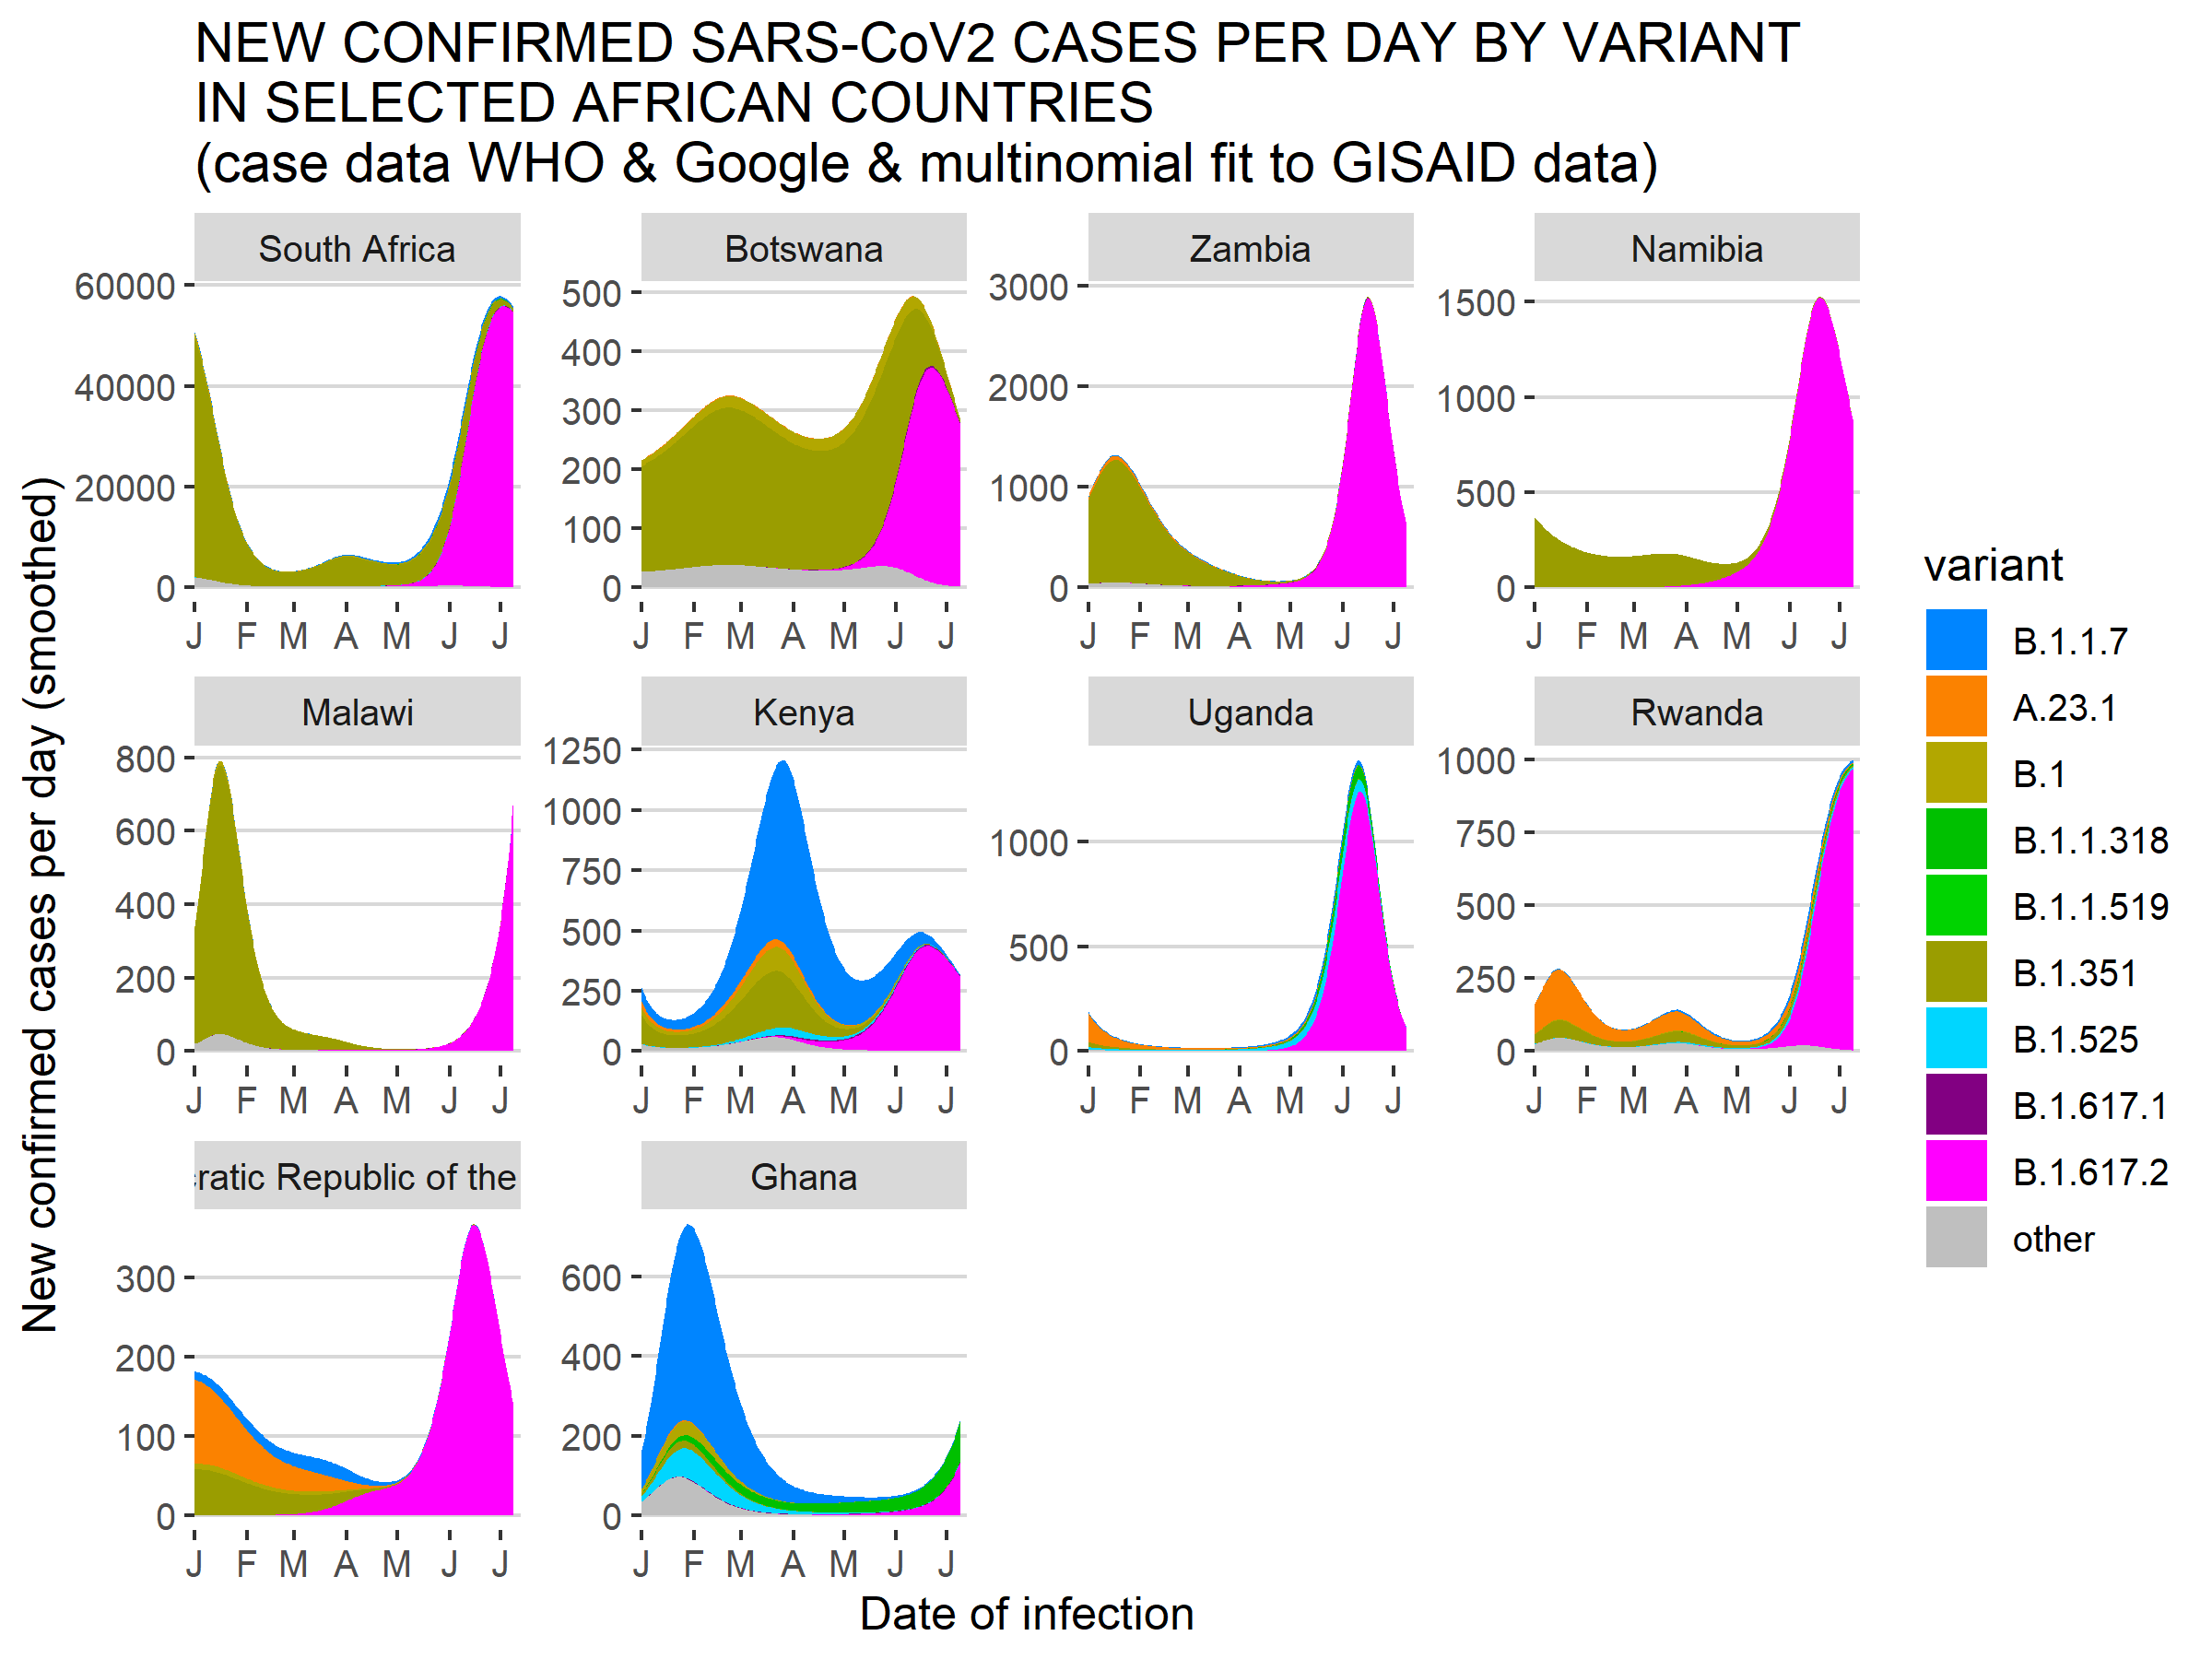 NEW CONFIRMED SARS-CoV2 CASES PER DAY BY VARIANT
IN SELECTED AFRICAN COUNTRIES
(case data WHO & Google & multinomial fit to GISAID data)
New confirmed cases per day (smoothed)
South Africa
60000
40000
20000
0
J F M A M J J
Botswana
500
400
300
200
100
0
J F M A M J J
Zambia
3000
2000
1000
0
J F M A M J J
Namibia
1500
1000
500
0
J F M A M J J
Malawi
800
600
400
200
0
J F M A M J J
Kenya
1250
1000
750
500
250
0
J F M A M J J
Uganda
1000
500
0
J F M A M J J
Rwanda
1000
750
500
250
0
J F M A M J J
cratic Republic of the
300
200
100
0
J F M A M J J
Ghana
600
400
200
0
J F M A M J J
Date of infection
variant
B.1.1.7
A.23.1
B.1
B.1.1.318
B.1.1.519
B.1.351
B.1.525
B.1.617.1
B.1.617.2
other